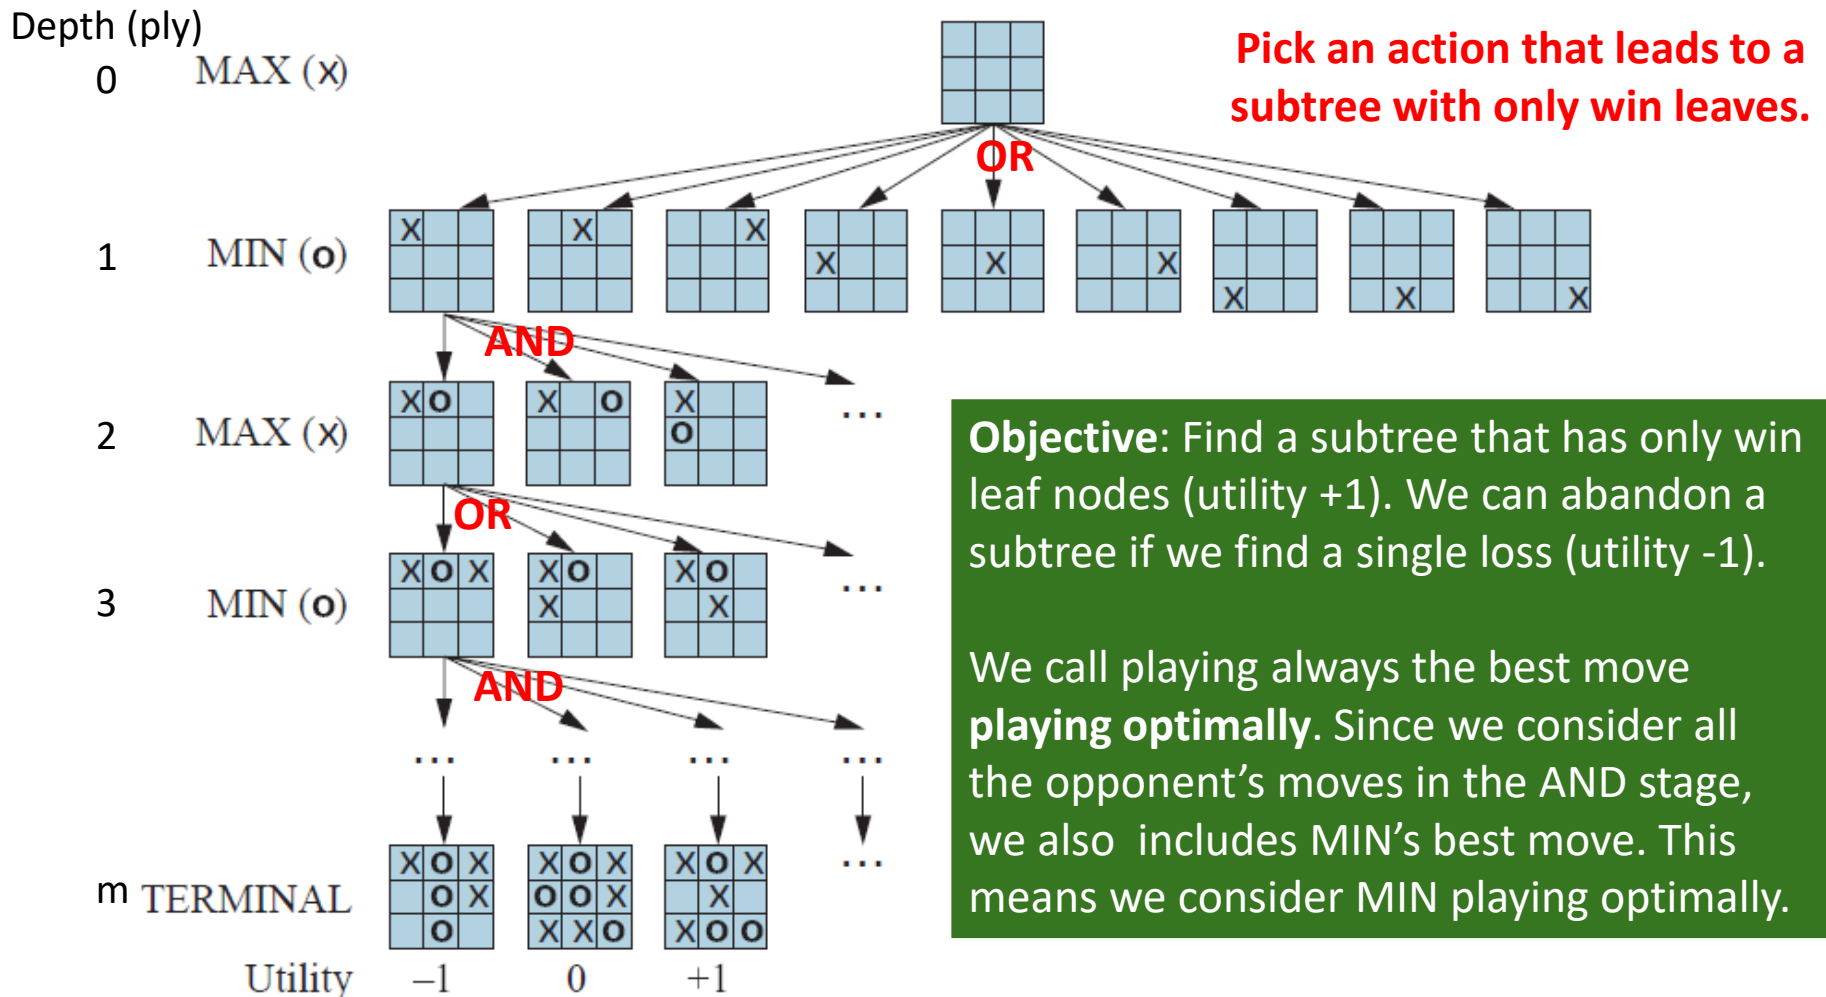 Depth (ply)
0 MAX (x)
Pick an action that leads to a
subtree with only win leaves.
OR
1 MIN (o)
X X X X X X X X X
AND
2 MAX (x)
X O X O X
O
...
OR
3 MIN (o)
X O X X O X O
X X
...
AND
... ... ... ...
m TERMINAL
X O X X O X X O X
O X O O X X
O X X O X O O
...
Utility –1 0 +1
Objective: Find a subtree that has only win
leaf nodes (utility +1). We can abandon a
subtree if we find a single loss (utility -1).
We call playing always the best move
playing optimally. Since we consider all
the opponent’s moves in the AND stage,
we also includes MIN’s best move. This
means we consider MIN playing optimally.